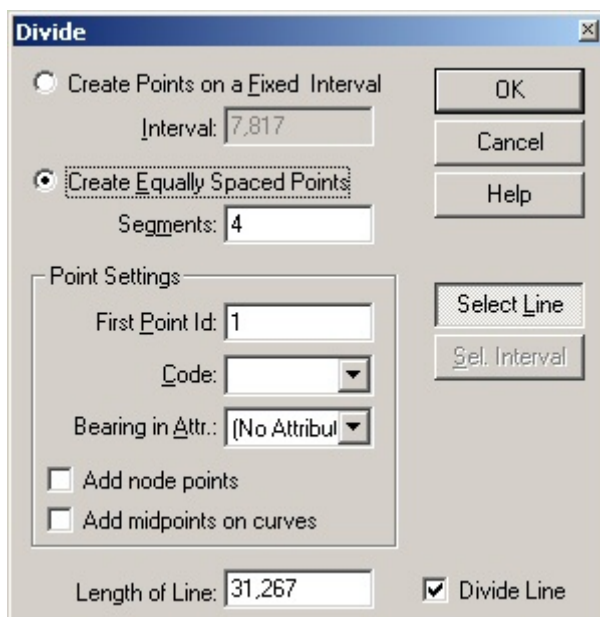 Divide
Create Points on a Fixed Interval
OK
Interval: 7,817
Cancel
Create Equally Spaced Points
Help
Segments: 4
Point Settings
First Point Id: 1
Select Line
Code:
Sel. Interval
Bearing in Attr.: (No Attribut
Add node points
Add midpoints on curves
Length of Line: 31,267
Divide Line